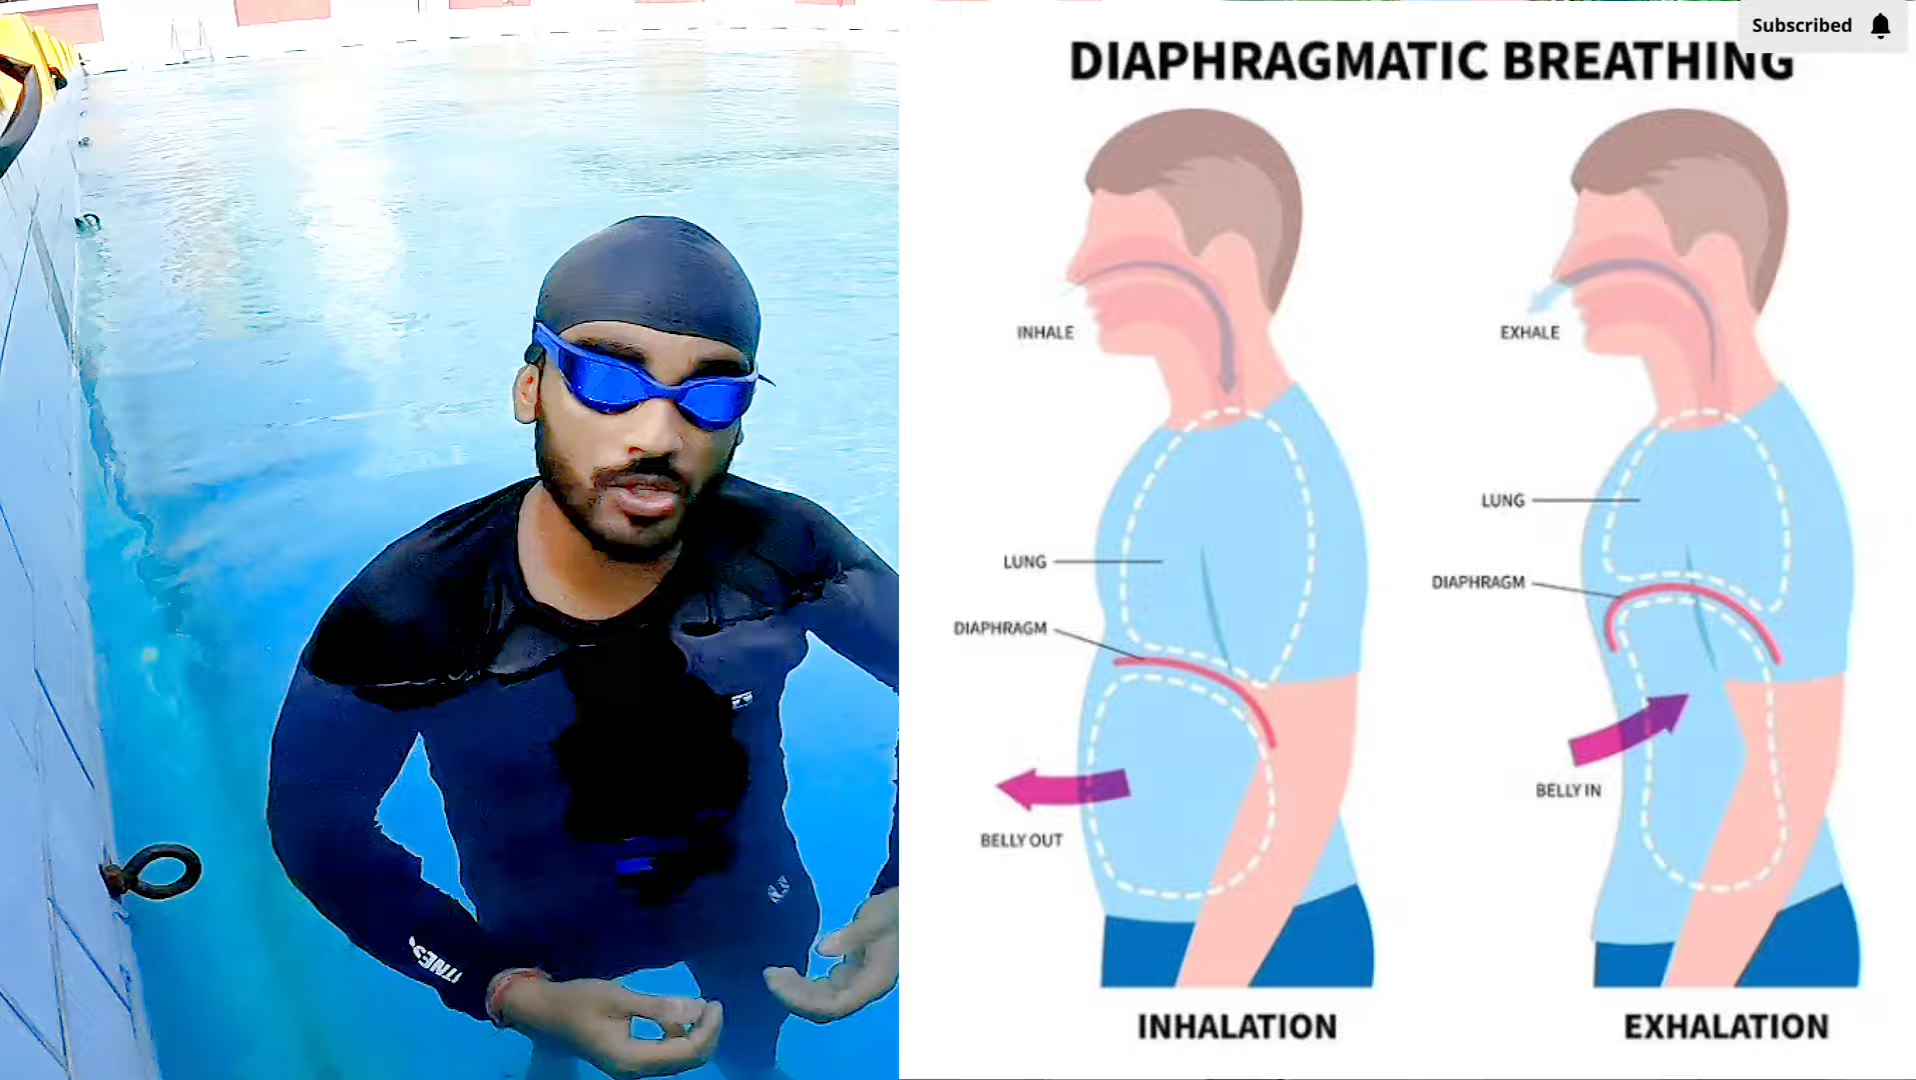 Subscribed
DIAPHRAGMATIC BREATHING
INHALE
LUNG
DIAPHRAGM
BELLY OUT
INHALATION
EXHALE
LUNG
DIAPHRAGM
BELLY IN
EXHALATION